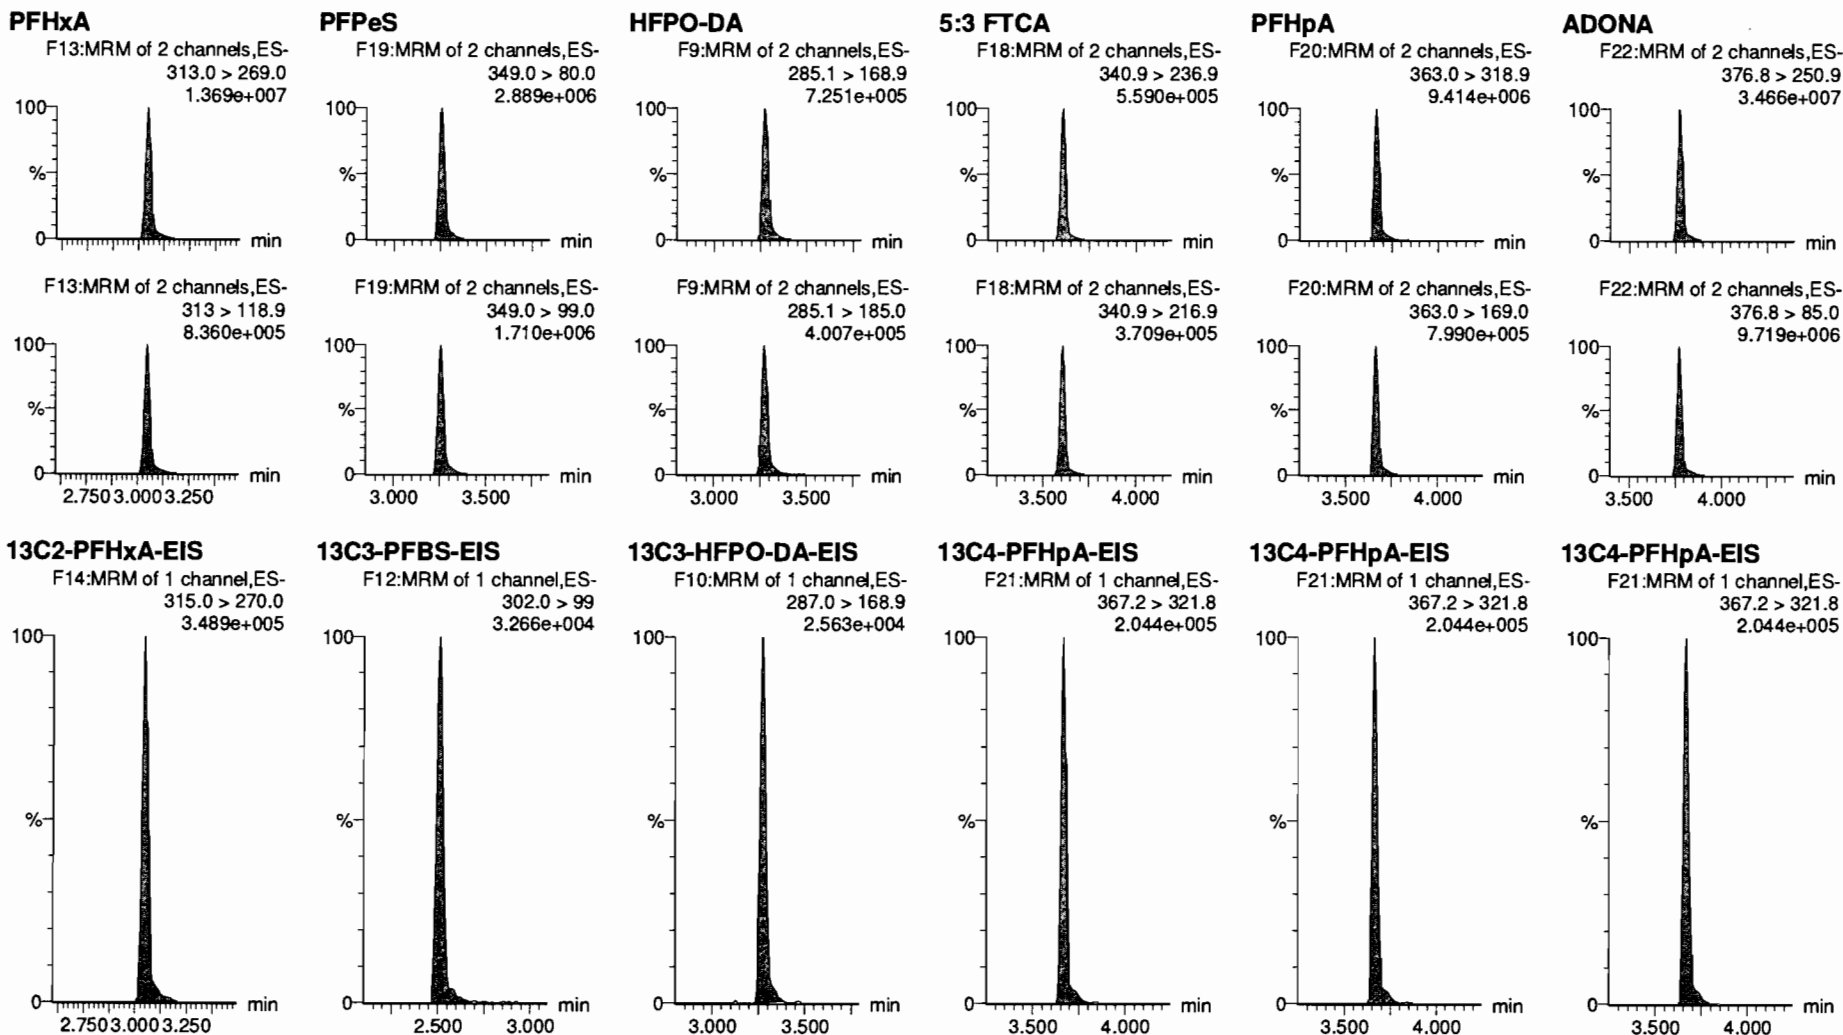 PFHxA
F13:MRM of 2 channels,ES-
313.0 > 269.0
1.369e+007
100
%
0
min
F13:MRM of 2 channels,ES-
313 > 118.9
8.360e+005
100
%
0
min
2.750 3.000 3.250
PFPeS
F19:MRM of 2 channels,ES-
349.0 > 80.0
2.889e+006
100
%
0
min
F19:MRM of 2 channels,ES-
349.0 > 99.0
1.710e+006
100
%
0
min
3.000 3.500
HFPO-DA
F9:MRM of 2 channels,ES-
285.1 > 168.9
7.251e+005
100
%
0
min
F9:MRM of 2 channels,ES-
285.1 > 185.0
4.007e+005
100
%
0
min
3.000 3.500
5:3 FTCA
F18:MRM of 2 channels,ES-
340.9 > 236.9
5.590e+005
100
%
0
min
F18:MRM of 2 channels,ES-
340.9 > 216.9
3.709e+005
100
%
0
min
3.500 4.000
PFHpA
F20:MRM of 2 channels,ES-
363.0 > 318.9
9.414e+006
100
%
0
min
F20:MRM of 2 channels,ES-
363.0 > 169.0
7.990e+005
100
%
0
min
3.500 4.000
ADONA
F22:MRM of 2 channels,ES-
376.8 > 250.9
3.466e+007
100
%
0
min
F22:MRM of 2 channels,ES-
376.8 > 85.0
9.719e+006
100
%
0
min
3.500 4.000
13C2-PFHxA-EIS
F14:MRM of 1 channel,ES-
315.0 > 270.0
3.489e+005
100
%
0
min
2.750 3.000 3.250
13C3-PFBS-EIS
F12:MRM of 1 channel,ES-
302.0 > 99
3.266e+004
100
%
0
min
2.500 3.000
13C3-HFPO-DA-EIS
F10:MRM of 1 channel,ES-
287.0 > 168.9
2.563e+004
100
%
0
min
3.000 3.500
13C4-PFHpA-EIS
F21:MRM of 1 channel,ES-
367.2 > 321.8
2.044e+005
100
%
0
min
3.500 4.000
13C4-PFHpA-EIS
F21:MRM of 1 channel,ES-
367.2 > 321.8
2.044e+005
100
%
0
min
3.500 4.000
13C4-PFHpA-EIS
F21:MRM of 1 channel,ES-
367.2 > 321.8
2.044e+005
100
%
0
min
3.500 4.000